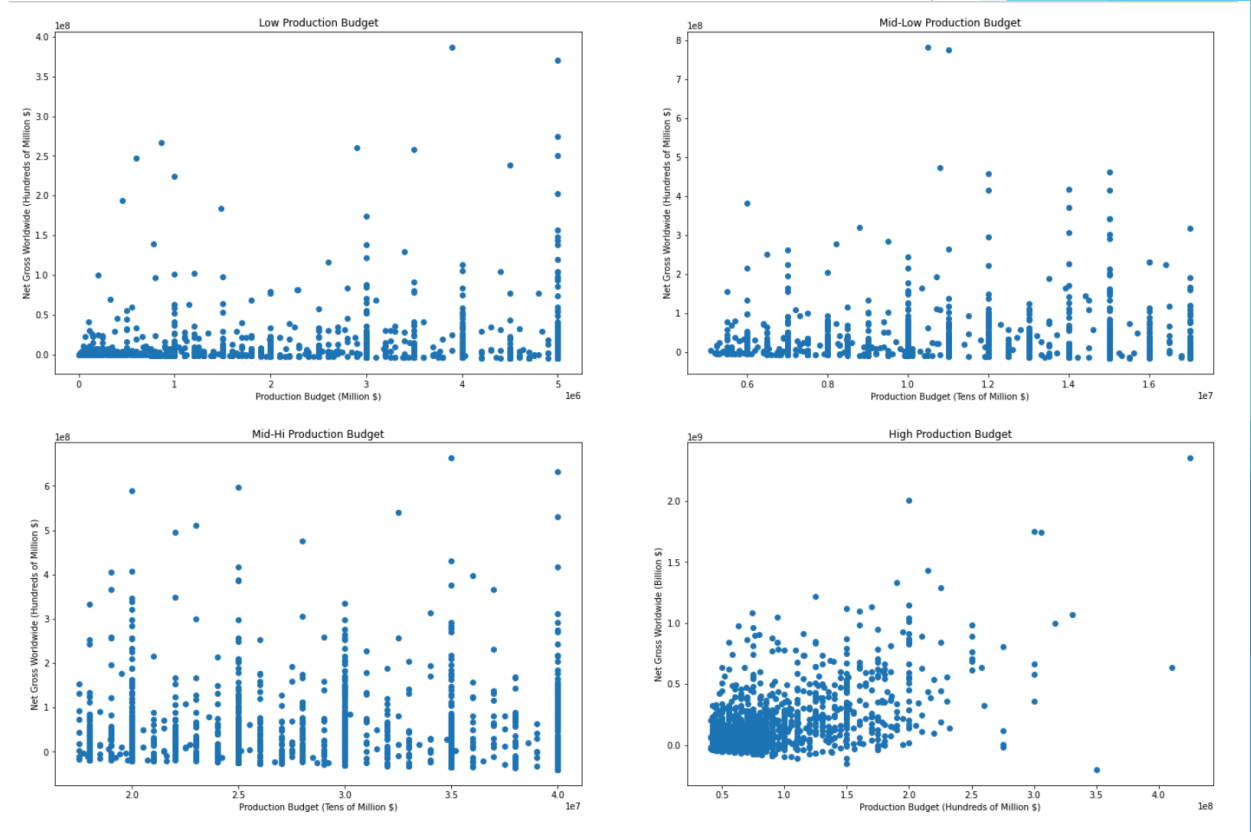 Low Production Budget
1e8
4.0
3.5
3.0
2.5
2.0
1.5
1.0
0.5
0.0
Net Gross Worldwide (Hundreds of Million $)
0 1 2 3 4 5
1e6
Production Budget (Million $)
Mid-Low Production Budget
1e8
8
7
6
5
4
3
2
1
0
Net Gross Worldwide (Hundreds of Million $)
0.6 0.8 1.0 1.2 1.4 1.6
1e7
Production Budget (Tens of Million $)
Mid-Hi Production Budget
1e8
6
5
4
3
2
1
0
Net Gross Worldwide (Hundreds of Million $)
2.0 2.5 3.0 3.5 4.0
1e7
Production Budget (Tens of Million $)
High Production Budget
1e9
2.0
1.5
1.0
0.5
0.0
Net Gross Worldwide (Billion $)
0.5 1.0 1.5 2.0 2.5 3.0 3.5 4.0
1e8
Production Budget (Hundreds of Million $)